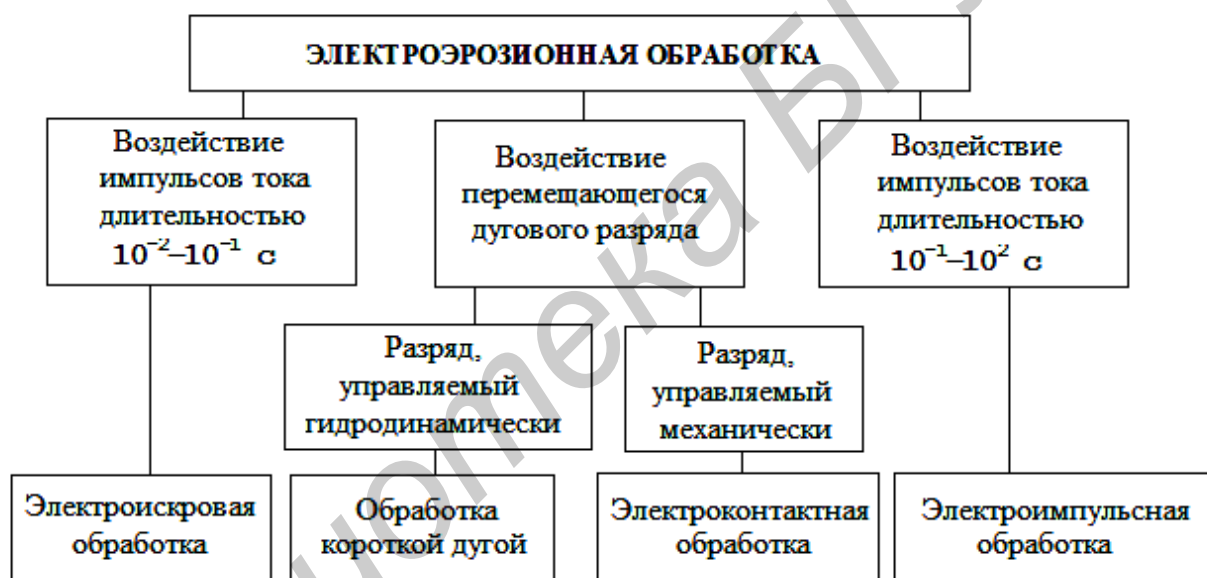 ЭЛЕКТРОЭРОЗИОННАЯ ОБРАБОТКА
Воздействие
импульсов тока
длительностью
10⁻²–10⁻¹ с
Воздействие
перемещающегося
дугового разряда
Воздействие
импульсов тока
длительностью
10⁻¹–10² с
Разряд,
управляемый
гидродинамически
Разряд,
управляемый
механически
Электроискровая
обработка
Обработка
короткой дугой
Электроконтактная
обработка
Электроимпульсная
обработка